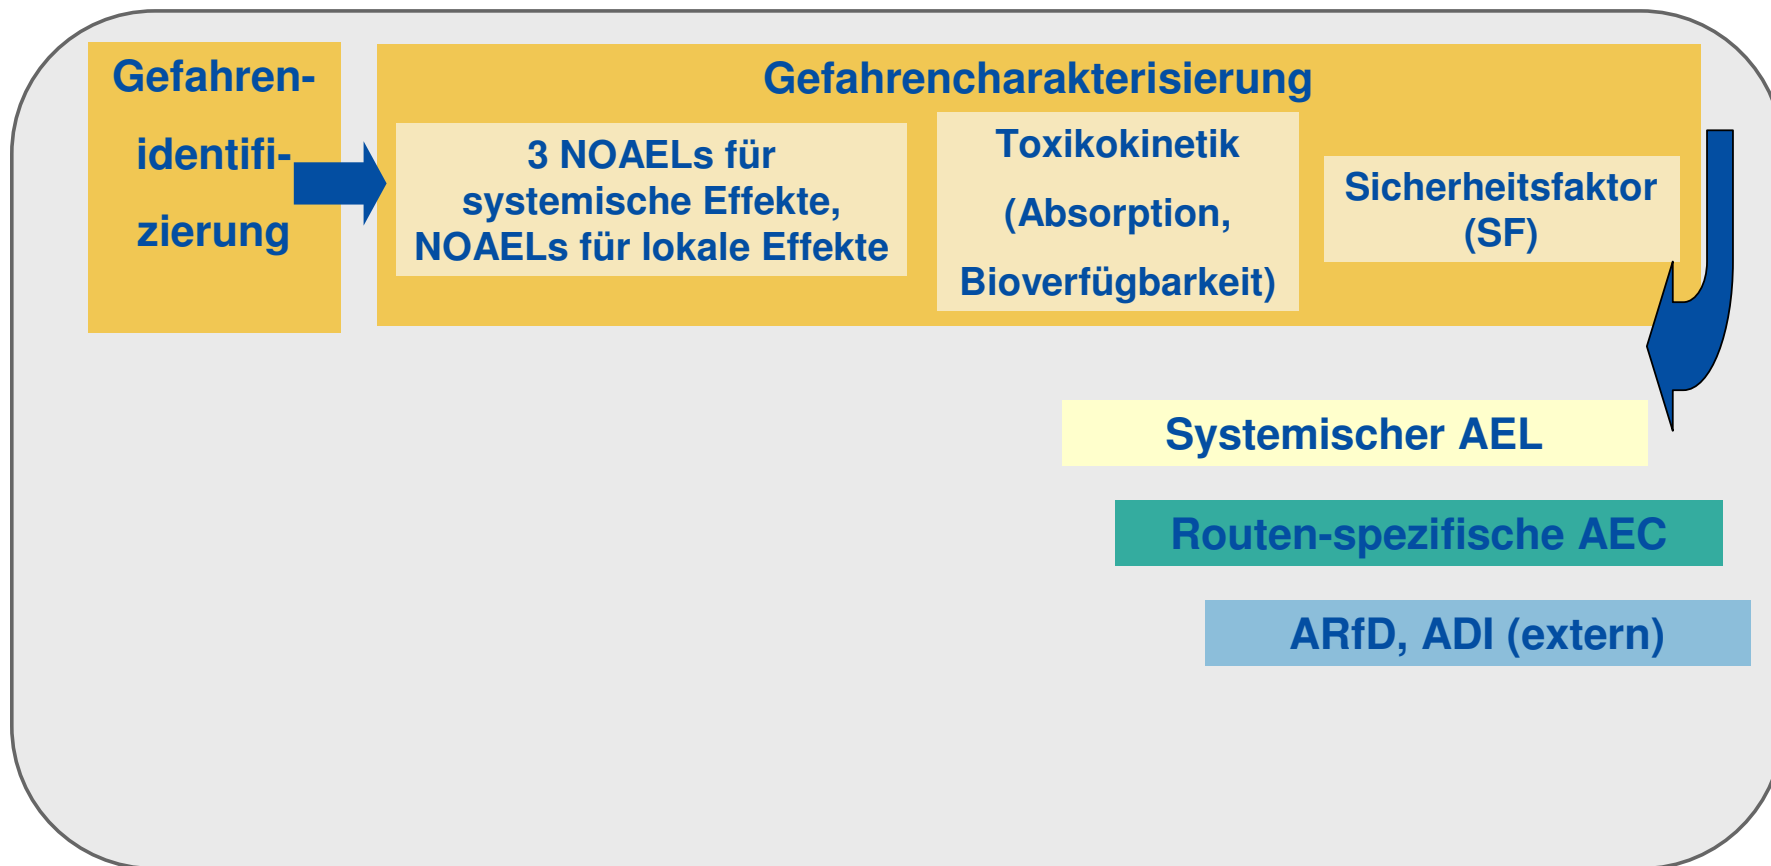 Gefahren-
identifi-
zierung
Gefahrencharakterisierung
3 NOAELs für
systemische Effekte,
NOAELs für lokale Effekte
Toxikokinetik
(Absorption,
Bioverfügbarkeit)
Sicherheitsfaktor
(SF)
Systemischer AEL
Routen-spezifische AEC
ARfD, ADI (extern)